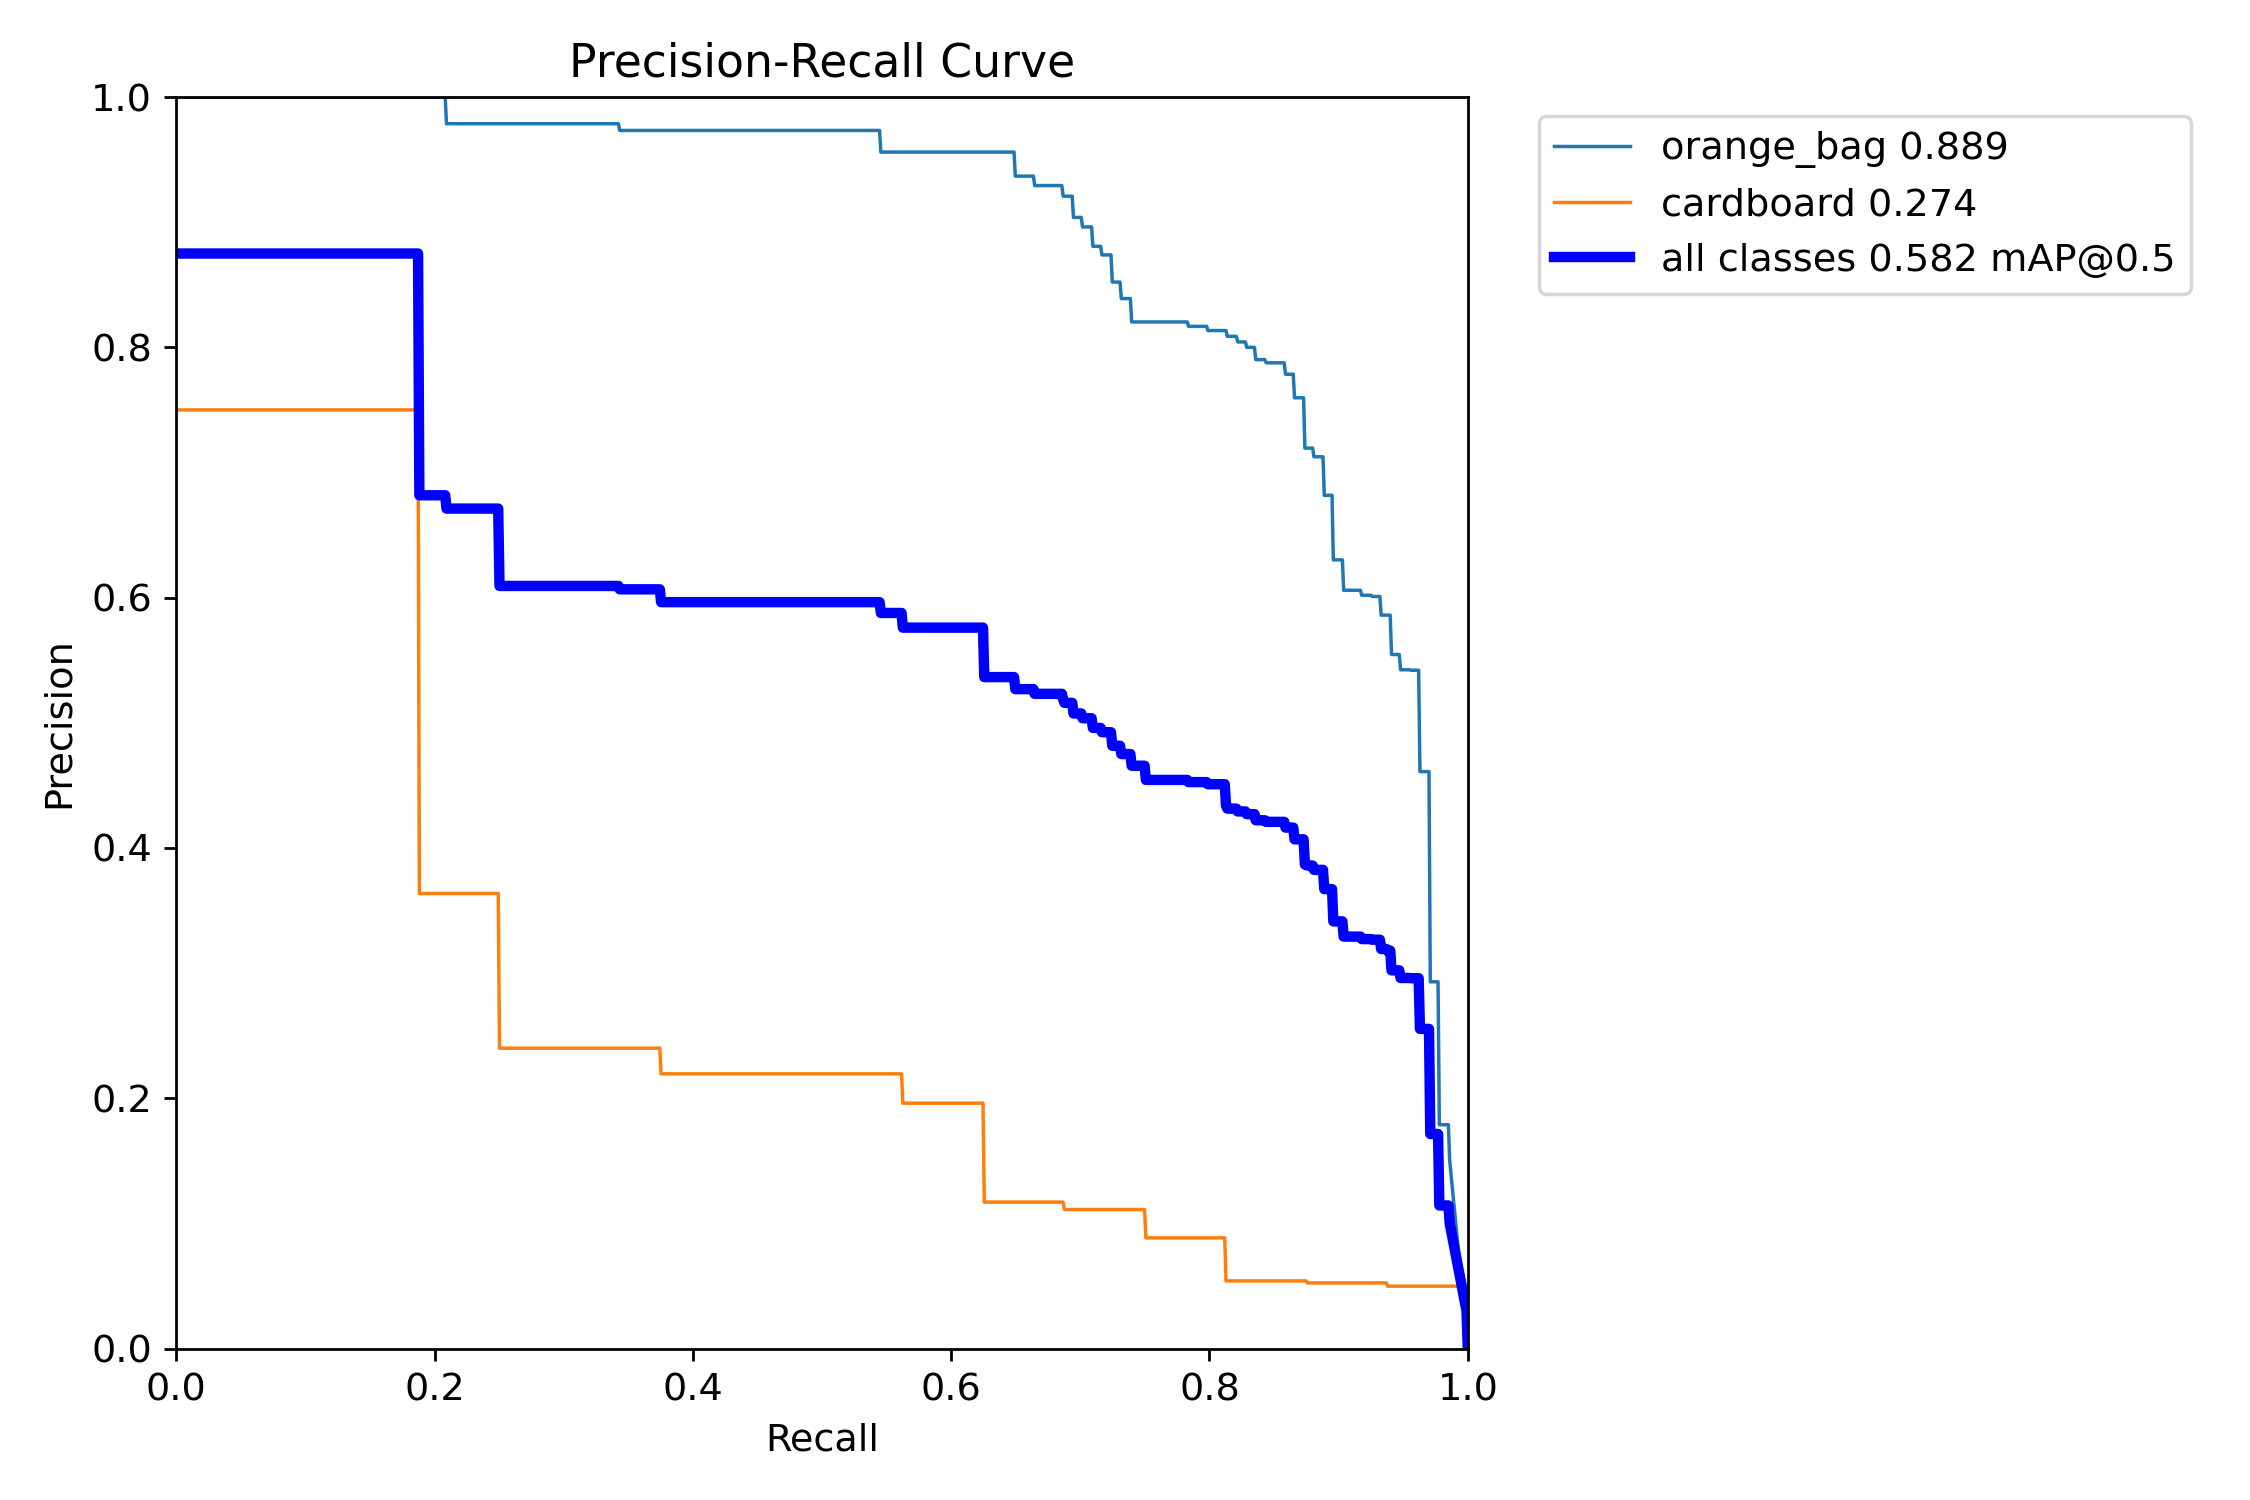 Precision-Recall Curve
1.0
0.8
0.6
0.4
0.2
0.0
Precision
0.0 0.2 0.4 0.6 0.8 1.0
Recall
orange_bag 0.889
cardboard 0.274
all classes 0.582 mAP@0.5